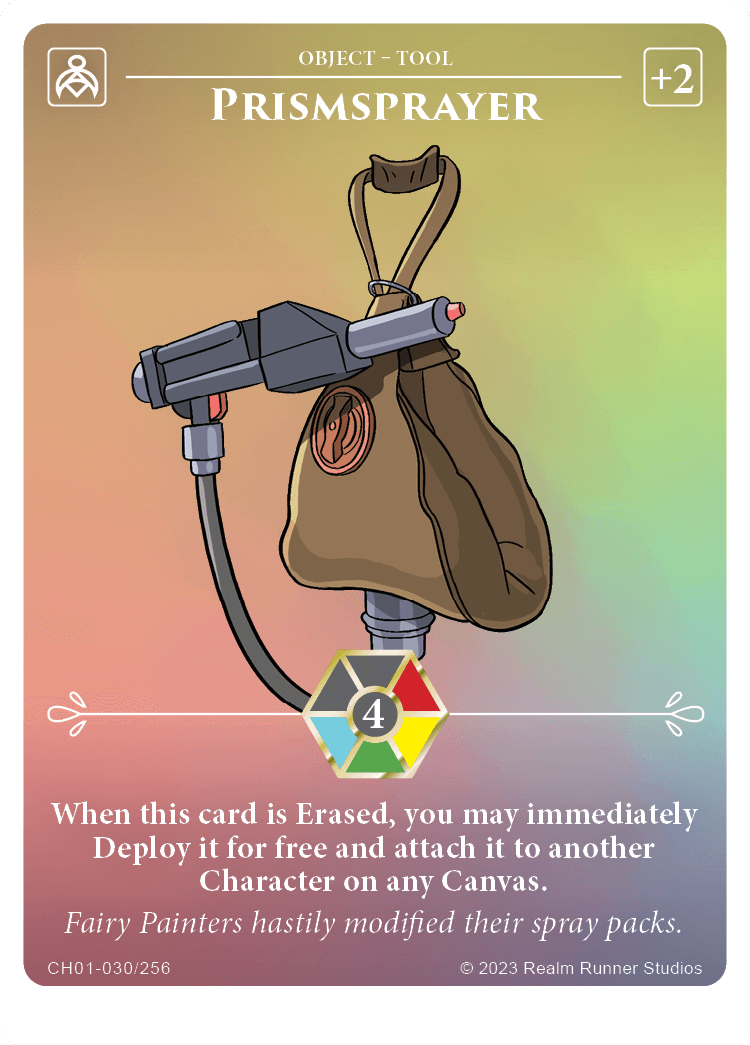 OBJECT – TOOL
PRISMSPRAYER
+2
4
When this card is Erased, you may immediately
Deploy it for free and attach it to another
Character on any Canvas.
Fairy Painters hastily modified their spray packs.
CH01-030/256
© 2023 Realm Runner Studios